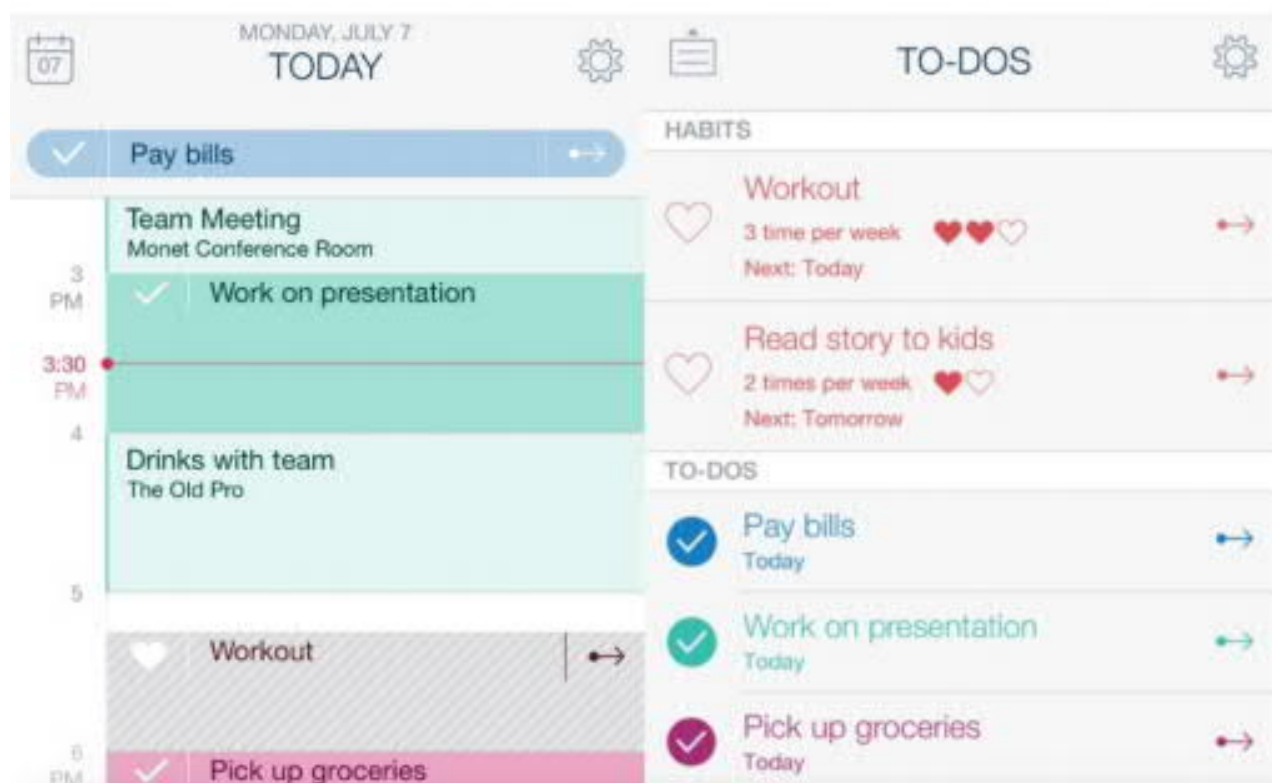 MONDAY, JULY 7
07
TODAY
Pay bills
Team Meeting
Monet Conference Room
3
PM
Work on presentation
3:30
PM
4
Drinks with team
The Old Pro
5
Workout
6
PM
Pick up groceries
TO-DOS
HABITS
Workout
3 time per week
Next: Today
Read story to kids
2 times per week
Next: Tomorrow
TO-DOS
Pay bills
Today
Work on presentation
Today
Pick up groceries
Today